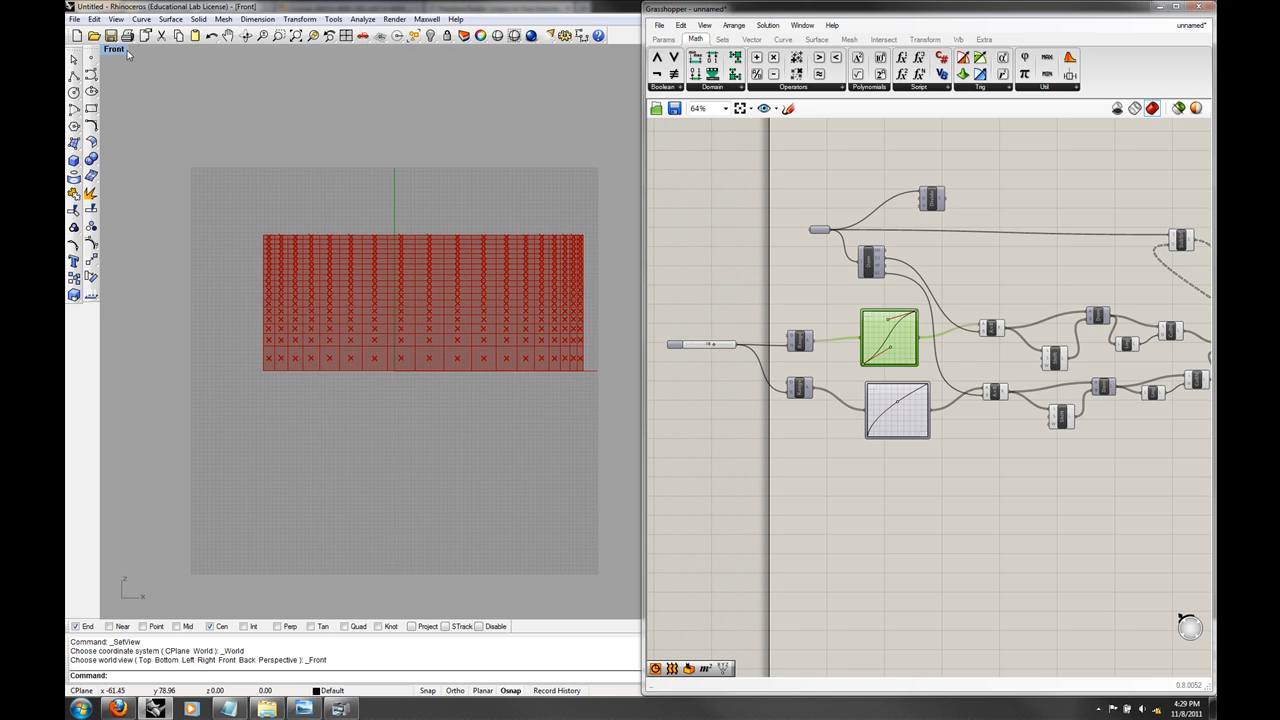 Untitled - Rhinoceros (Educational Lab License) - [Front]
File Edit View Curve Surface Solid Mesh Dimension Transform Tools Analyze Render Maxwell Help
Front
z
x
End Near Point Mid Cen Int Perp Tan Quad Knot Project STrack Disable
Command: _SetView
Choose coordinate system ( CPlane World ): _World
Choose world view ( Top Bottom Left Right Front Back Perspective ): _Front
Command:
CPlane x -61.45 y 78.96 z 0.00 0.00 Default Snap Ortho Planar Osnap Record History
Grasshopper - unnamed*
File Edit View Arrange Solution Window Help unnamed*
Params Math Sets Vector Curve Surface Mesh Intersect Transform Wb Extra
Boolean Domain Operators Polynomials Script Trig Util
64%
0.8.0052
4:29 PM
11/8/2011